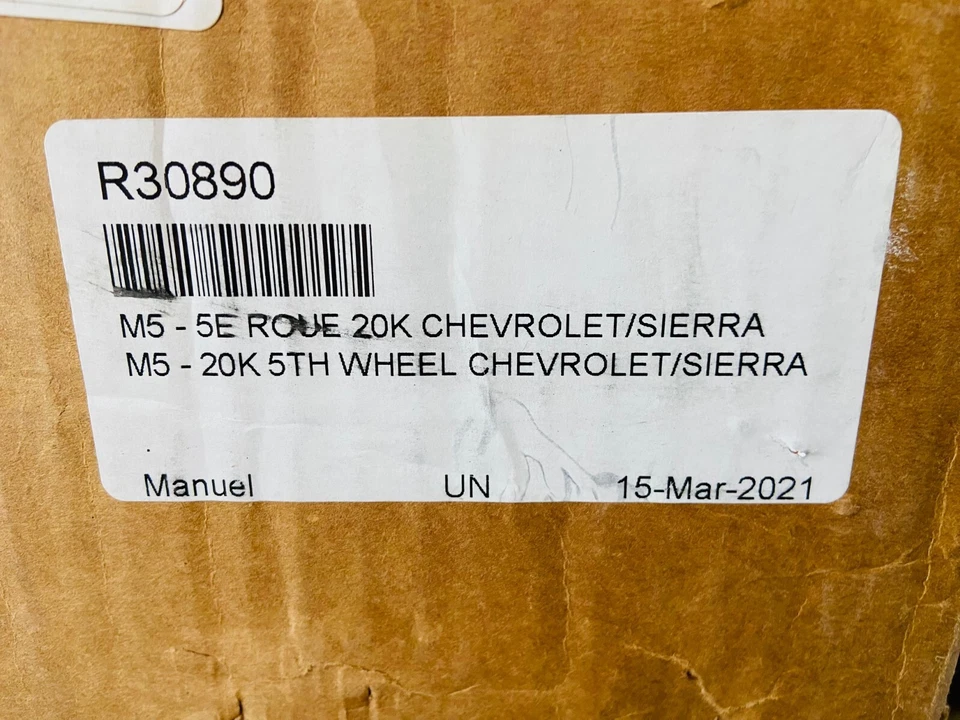 R30890
M5 - 5E ROUE 20K CHEVROLET/SIERRA
M5 - 20K 5TH WHEEL CHEVROLET/SIERRA
Manuel UN 15-Mar-2021